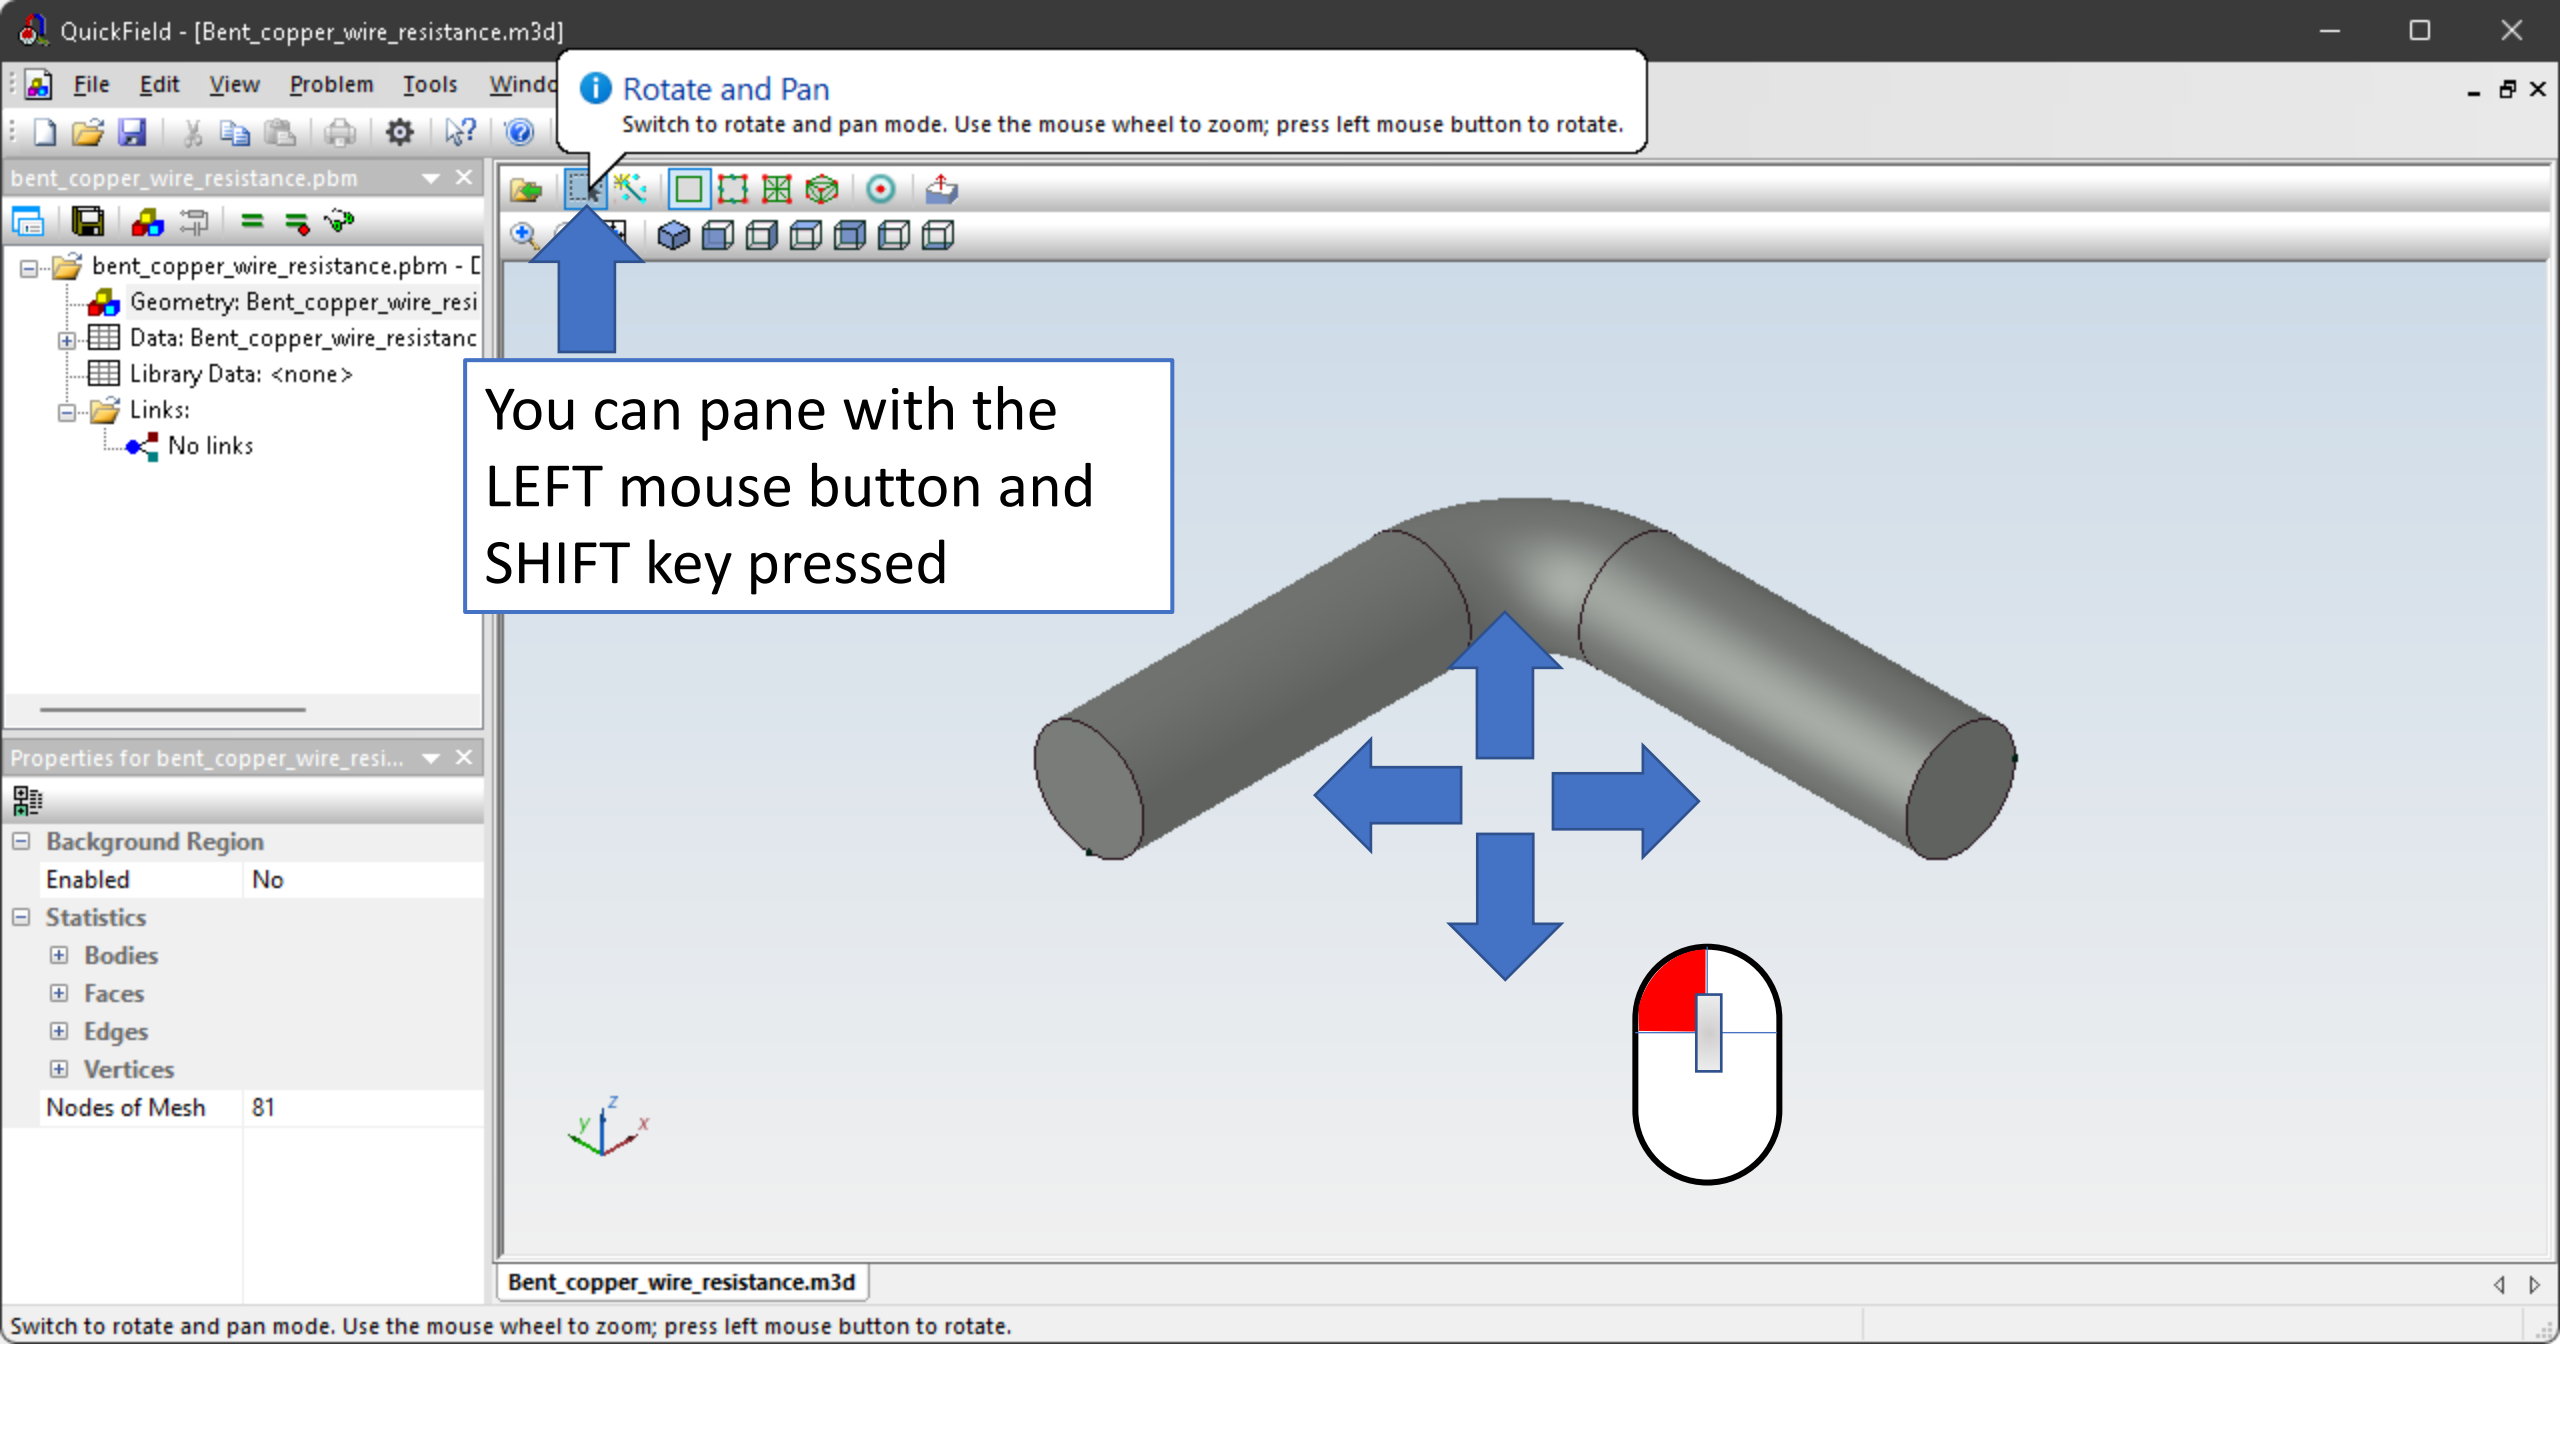 QuickField - [Bent_copper_wire_resistance.m3d]
File Edit View Problem Tools Windo
Rotate and Pan
Switch to rotate and pan mode. Use the mouse wheel to zoom; press left mouse button to rotate.
bent_copper_wire_resistance.pbm
bent_copper_wire_resistance.pbm -
Geometry: Bent_copper_wire_resi
Data: Bent_copper_wire_resistanc
Library Data: <none>
Links:
No links
You can pane with the
LEFT mouse button and
SHIFT key pressed
Properties for bent_copper_wire_resi...
Background Region
Enabled No
Statistics
Bodies
Faces
Edges
Vertices
Nodes of Mesh 81
z
y x
Bent_copper_wire_resistance.m3d
Switch to rotate and pan mode. Use the mouse wheel to zoom; press left mouse button to rotate.